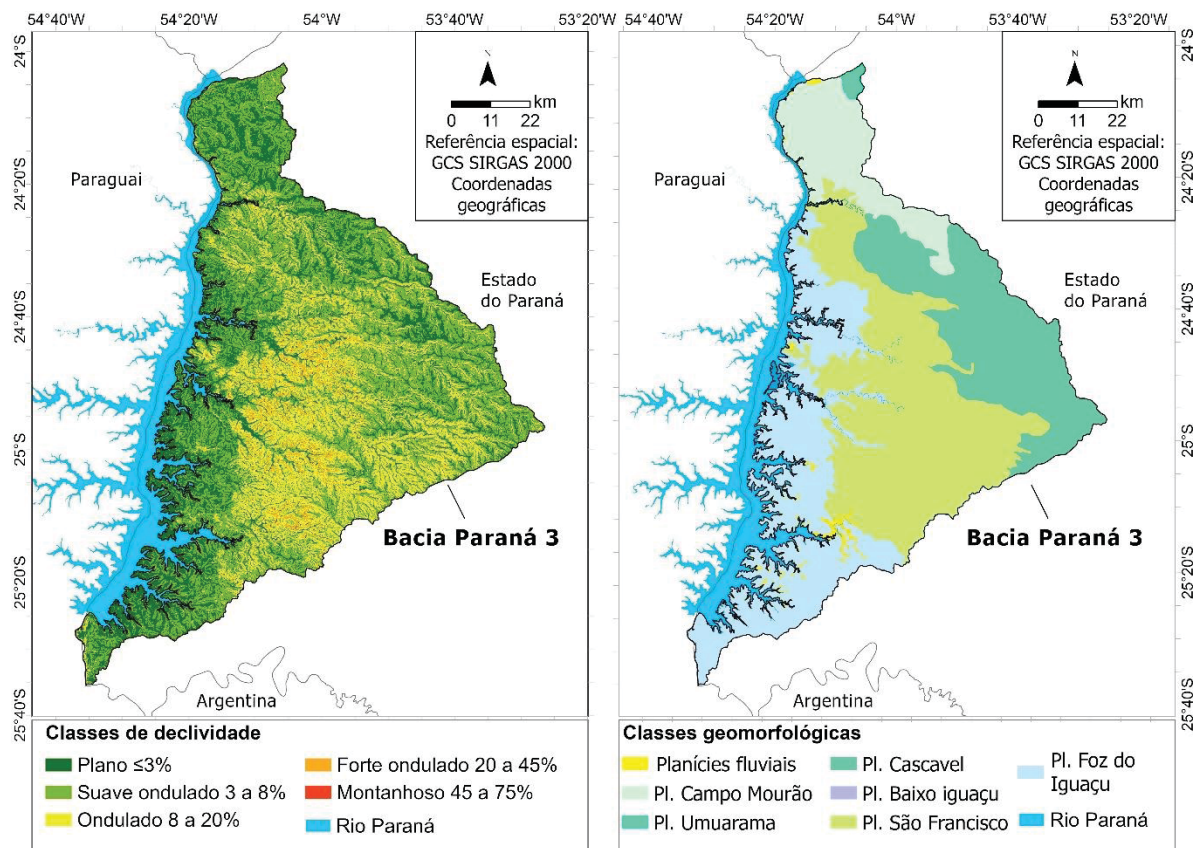 54°40'W 54°20'W 54°W 53°40'W 53°20'W
54°40'W 54°20'W 54°W 53°40'W 53°20'W
24°S
24°20'S
24°40'S
25°S
25°20'S
25°40'S
N
km
0 11 22
Referência espacial:
GCS SIRGAS 2000
Coordenadas
geográficas
Paraguai
Estado
do Paraná
Bacia Paraná 3
Argentina
Classes de declividade
Plano ≤3%
Suave ondulado 3 a 8%
Ondulado 8 a 20%
Forte ondulado 20 a 45%
Montanhoso 45 a 75%
Rio Paraná
N
km
0 11 22
Referência espacial:
GCS SIRGAS 2000
Coordenadas
geográficas
Paraguai
Estado
do Paraná
Bacia Paraná 3
Argentina
24°S
24°20'S
24°40'S
25°S
25°20'S
25°40'S
Classes geomorfológicas
Planícies fluviais
Pl. Campo Mourão
Pl. Umuarama
Pl. Cascavel
Pl. Baixo iguaçu
Pl. São Francisco
Pl. Foz do
Iguaçu
Rio Paraná